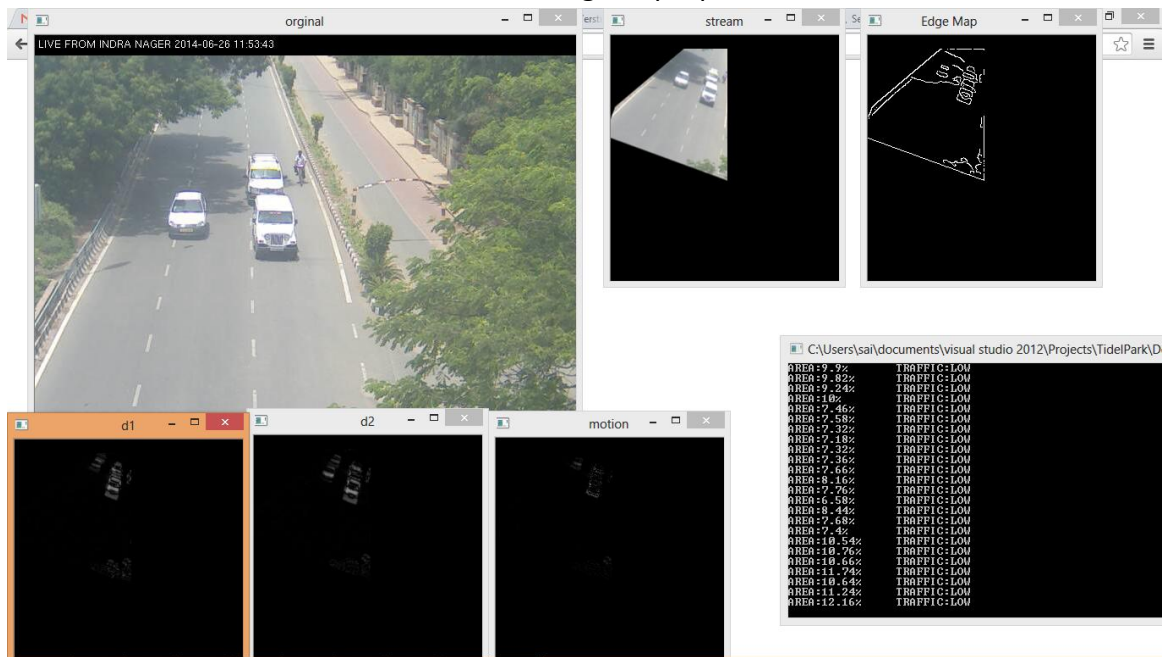 orginal
stream
Edge Map
LIVE FROM INDRA NAGER 2014-06-26 11:53:43
C:\Users\sai\documents\visual studio 2012\Projects\TidelPark\D
AREA:9.9% TRAFFIC:LOW
AREA:9.82% TRAFFIC:LOW
AREA:9.24% TRAFFIC:LOW
AREA:10% TRAFFIC:LOW
AREA:7.46% TRAFFIC:LOW
AREA:7.58% TRAFFIC:LOW
AREA:7.32% TRAFFIC:LOW
AREA:7.18% TRAFFIC:LOW
AREA:7.32% TRAFFIC:LOW
AREA:7.36% TRAFFIC:LOW
AREA:7.66% TRAFFIC:LOW
AREA:8.16% TRAFFIC:LOW
AREA:7.76% TRAFFIC:LOW
AREA:6.58% TRAFFIC:LOW
AREA:8.44% TRAFFIC:LOW
AREA:7.68% TRAFFIC:LOW
AREA:7.4% TRAFFIC:LOW
AREA:10.54% TRAFFIC:LOW
AREA:10.76% TRAFFIC:LOW
AREA:10.66% TRAFFIC:LOW
AREA:11.74% TRAFFIC:LOW
AREA:10.64% TRAFFIC:LOW
AREA:11.24% TRAFFIC:LOW
AREA:12.16% TRAFFIC:LOW
d1
d2
motion